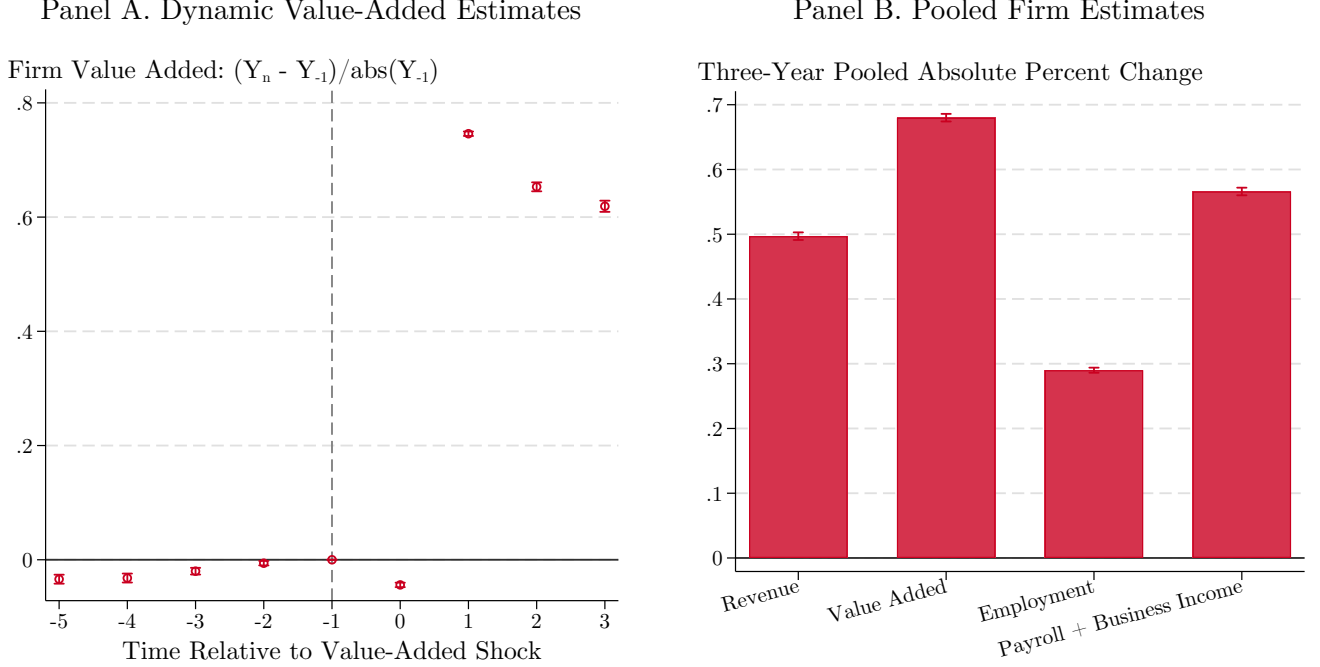 Panel A. Dynamic Value-Added Estimates
Firm Value Added: (Yₙ - Y₋₁)/abs(Y₋₁)
.8
.6
.4
.2
0
-5 -4 -3 -2 -1 0 1 2 3
Time Relative to Value-Added Shock
Panel B. Pooled Firm Estimates
Three-Year Pooled Absolute Percent Change
.7
.6
.5
.4
.3
.2
.1
0
Revenue
Value Added
Employment
Payroll + Business Income